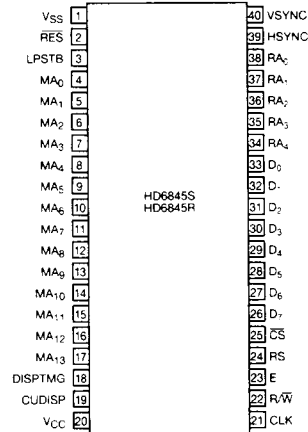 VSS 1 40 VSYNC
RES 2 39 HSYNC
LPSTB 3 38 RA0
MA0 4 37 RA1
MA1 5 36 RA2
MA2 6 35 RA3
MA3 7 34 RA4
MA4 8 33 D0
MA5 9 32 D1
MA6 10 HD6845S 31 D2
HD6845R
MA7 11 30 D3
MA8 12 29 D4
MA9 13 28 D5
MA10 14 27 D6
MA11 15 26 D7
MA12 16 25 CS
MA13 17 24 RS
DISPTMG 18 23 E
CUDISP 19 22 R/W
VCC 20 21 CLK